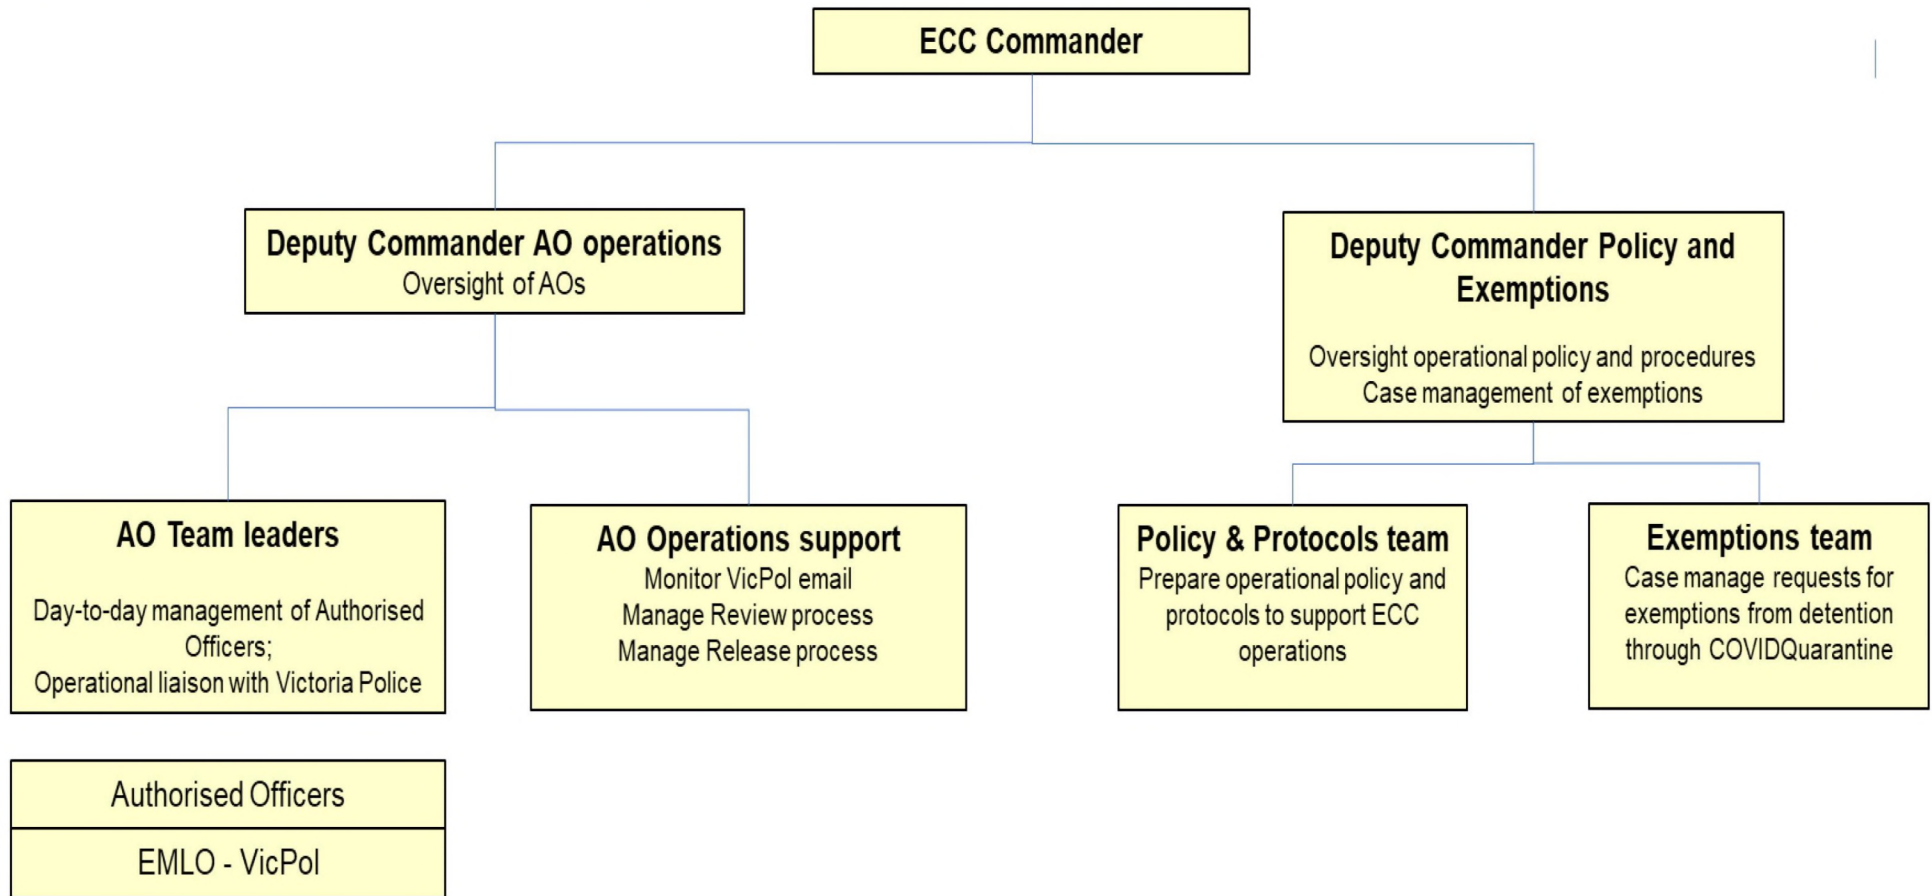 ECC Commander
Deputy Commander AO operations
Oversight of AOs
Deputy Commander Policy and
Exemptions
Oversight operational policy and procedures
Case management of exemptions
AO Team leaders
Day-to-day management of Authorised
Officers;
Operational liaison with Victoria Police
AO Operations support
Monitor VicPol email
Manage Review process
Manage Release process
Policy & Protocols team
Prepare operational policy and
protocols to support ECC
operations
Exemptions team
Case manage requests for
exemptions from detention
through COVIDQuarantine
Authorised Officers
EMLO - VicPol